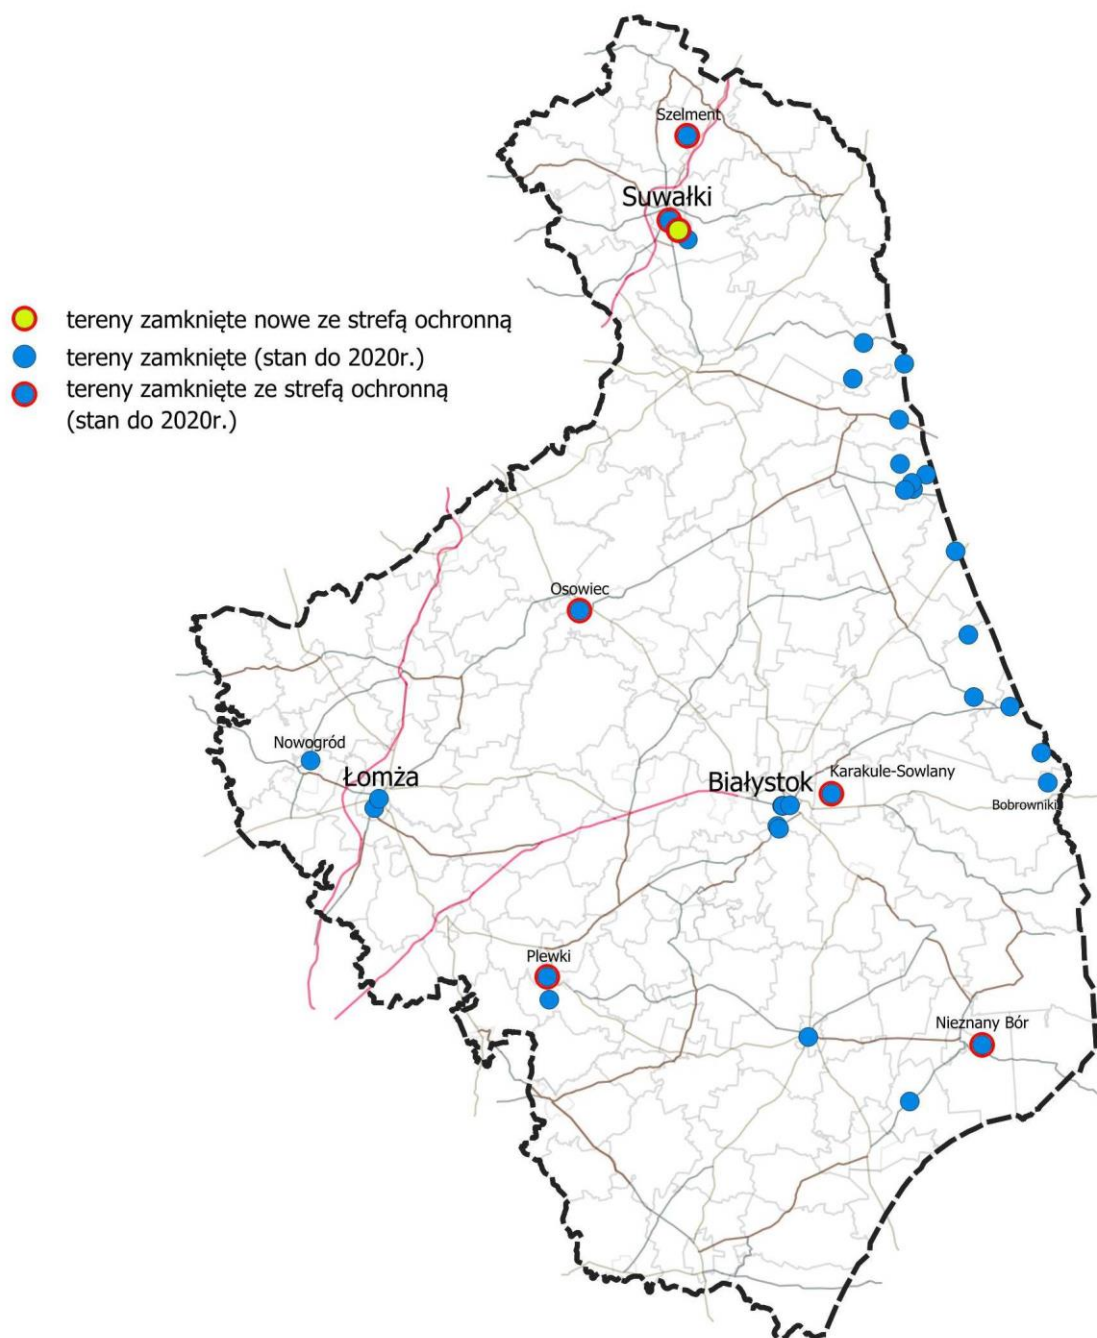 Szelment
Suwałki
tereny zamknięte nowe ze strefą ochronną
tereny zamknięte (stan do 2020r.)
tereny zamknięte ze strefą ochronną
(stan do 2020r.)
Osowiec
Nowogród
Łomża
Białystok
Karakule-Sowlany
Bobrowniki
Plewki
Nieznany Bór